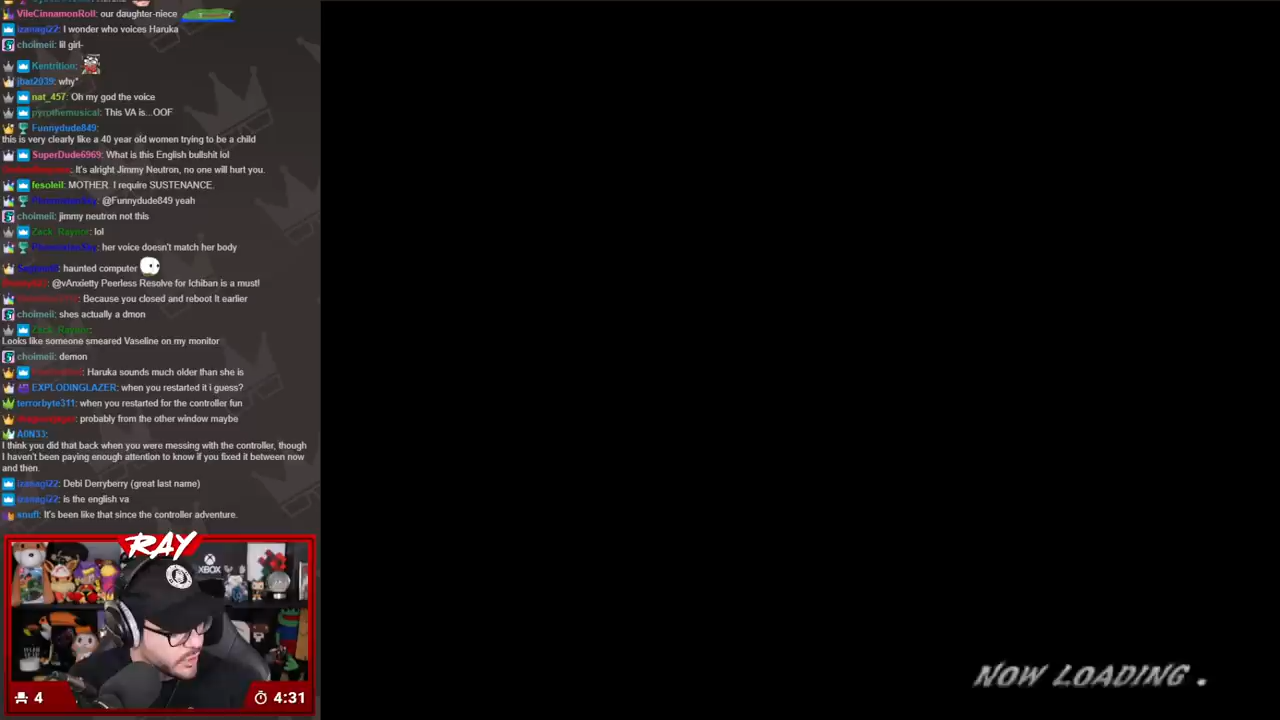 VileCinnamonRoll: our daughter-niece
izanagi22: I wonder who voices Haruka
choimeii: lil girl-
Kentrition:
jbat2039: why*
nat_457: Oh my god the voice
pyrothemusical: This VA is...OOF
Funnydude849:
this is very clearly like a 40 year old women trying to be a child
SuperDude6969: What is this English bullshit lol
It's alright Jimmy Neutron, no one will hurt you.
fesoleil: MOTHER. I require SUSTENANCE.
@Funnydude849 yeah
choimeii: jimmy neutron not this
Zack_Raynor: lol
her voice doesn't match her body
haunted computer
@vAnxietty Peerless Resolve for Ichiban is a must!
Because you closed and reboot It earlier
choimeii: shes actually a dmon
Zack_Raynor:
Looks like someone smeared Vaseline on my monitor
choimeii: demon
Haruka sounds much older than she is
EXPLODINGLAZER: when you restarted it i guess?
terrorbyte311: when you restarted for the controller fun
probably from the other window maybe
A0N33:
I think you did that back when you were messing with the controller, though
I haven't been paying enough attention to know if you fixed it between now
and then.
izanagi22: Debi Derryberry (great last name)
izanagi22: is the english va
It's been like that since the controller adventure.
RAY
XBOX
4
4:31
NOW LOADING .